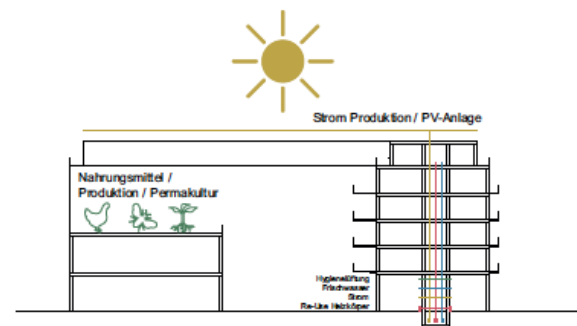 Strom Produktion / PV-Anlage
Nahrungsmittel /
Produktion / Permakultur
Hygienelüftung
Frischwasser
Strom
Re-Use Heizkörper